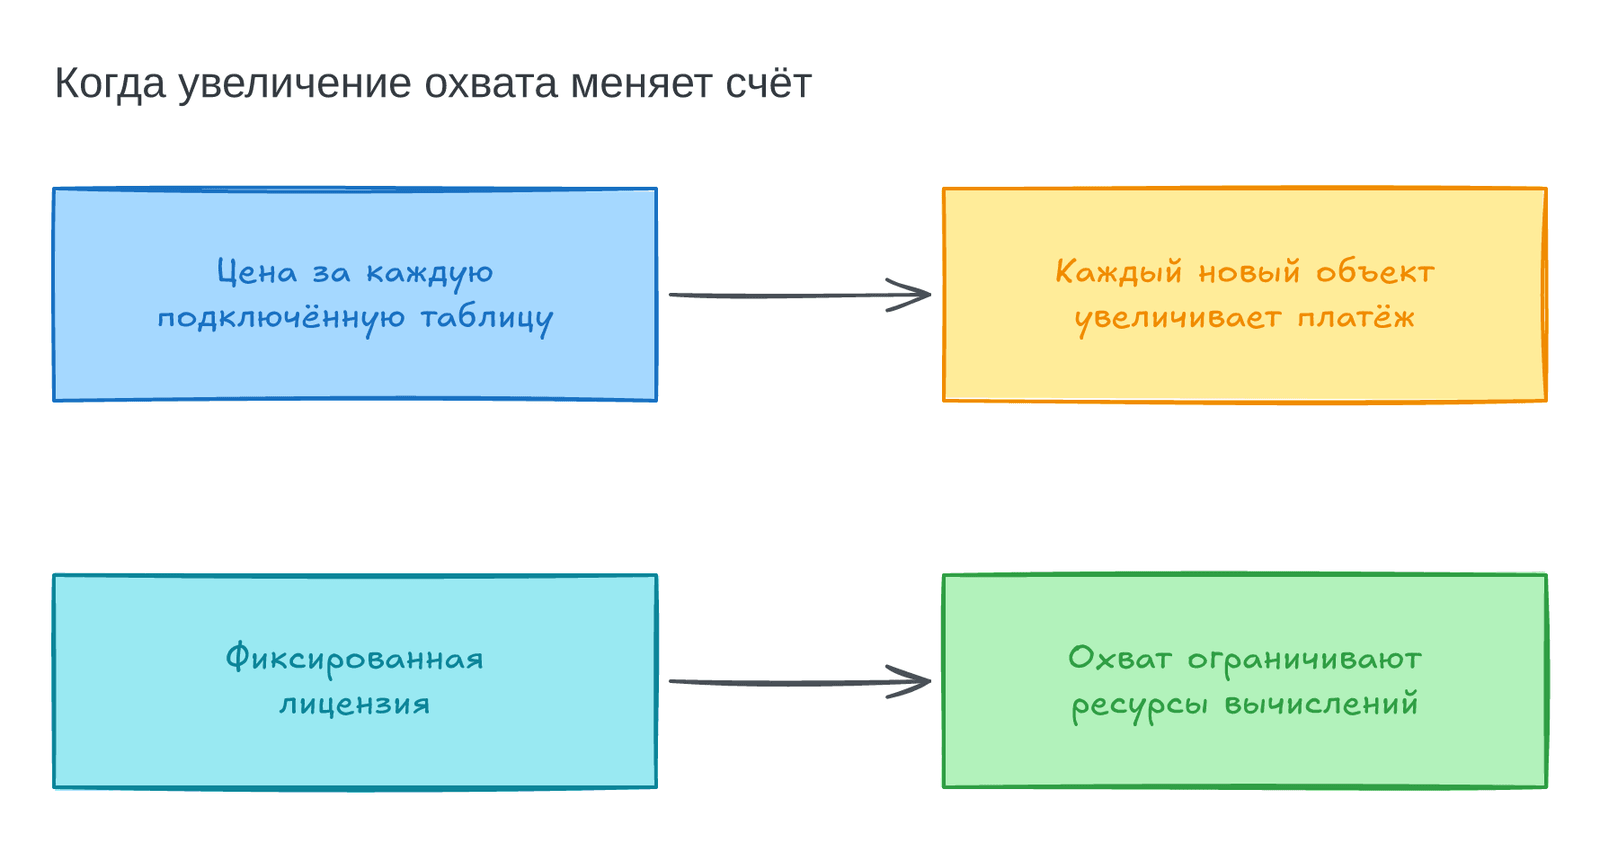 Когда увеличение охвата меняет счёт
Цена за каждую
подключённую таблицу
Каждый новый объект
увеличивает платёж
Фиксированная
лицензия
Охват ограничивают
ресурсы вычислений